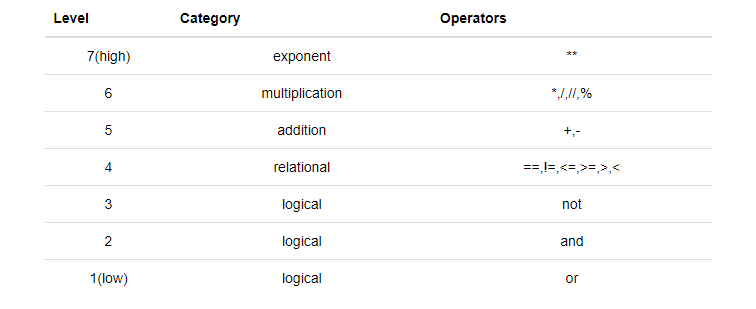 Level Category Operators
7(high) exponent **
6 multiplication *,/,//,%
5 addition +,-
4 relational ==,!=,<=,>=,>,<
3 logical not
2 logical and
1(low) logical or